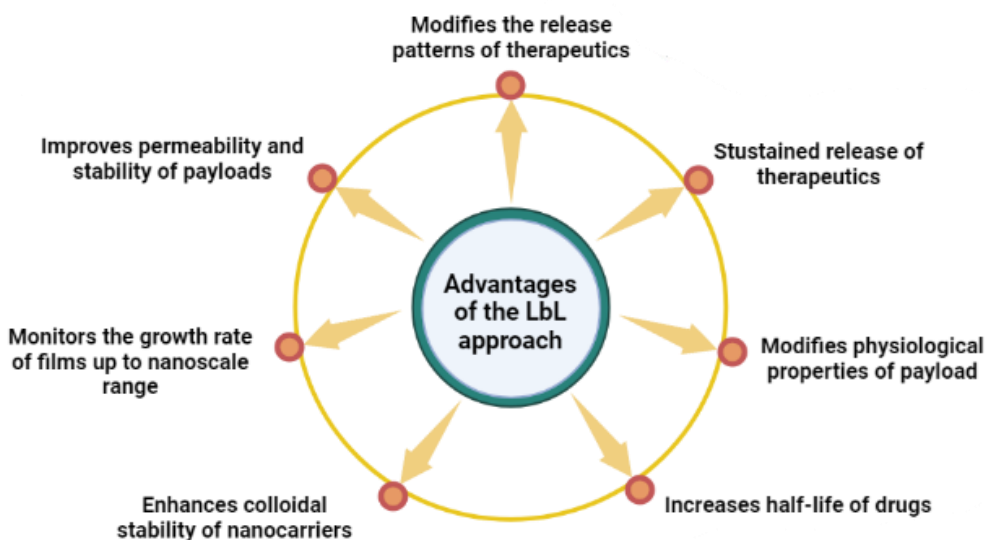 Modifies the release
patterns of therapeutics
Improves permeability and
stability of payloads
Stustained release of
therapeutics
Advantages
of the LbL
approach
Monitors the growth rate
of films up to nanoscale
range
Modifies physiological
properties of payload
Enhances colloidal
stability of nanocarriers
Increases half-life of drugs